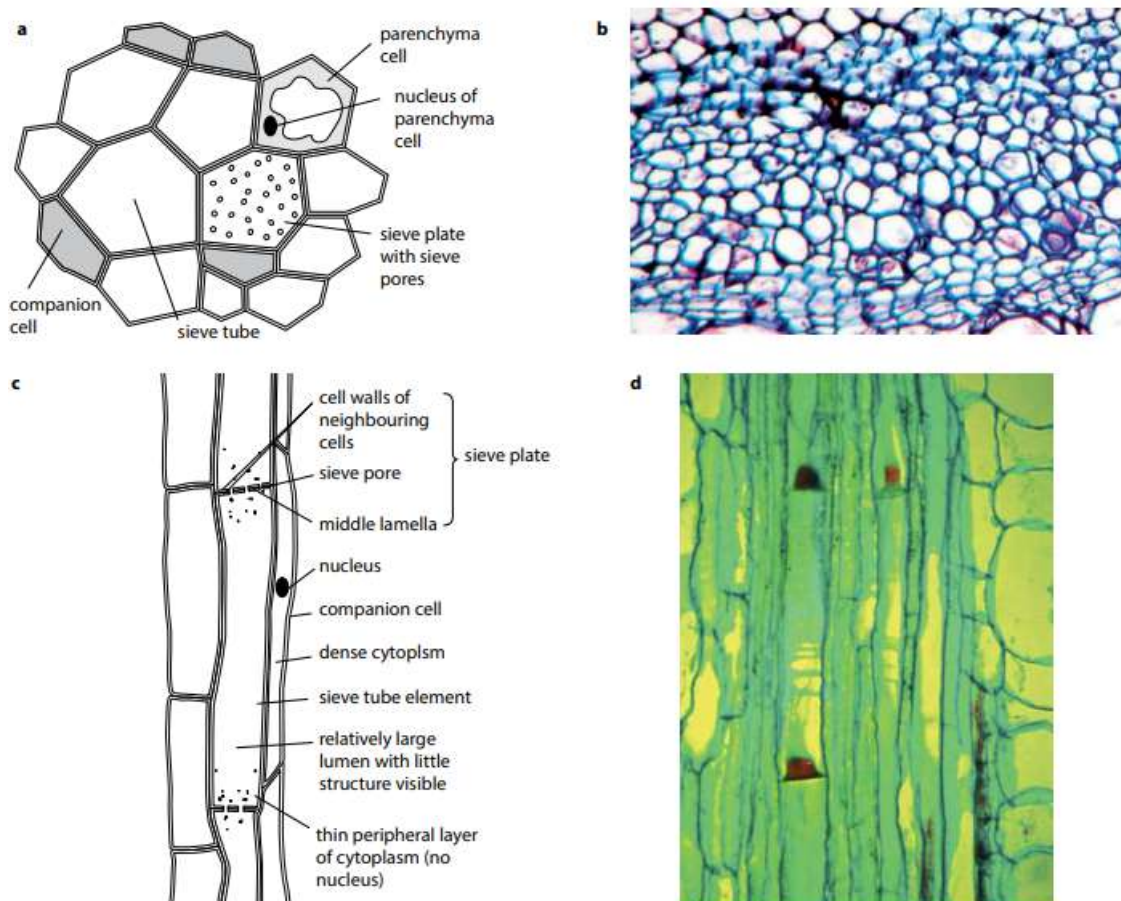 a
parenchyma
cell
nucleus of
parenchyma
cell
sieve plate
with sieve
pores
companion
cell
sieve tube
b
c
cell walls of
neighbouring
cells
sieve plate
sieve pore
middle lamella
nucleus
companion cell
dense cytoplsm
sieve tube element
relatively large
lumen with little
structure visible
thin peripheral layer
of cytoplasm (no
nucleus)
d